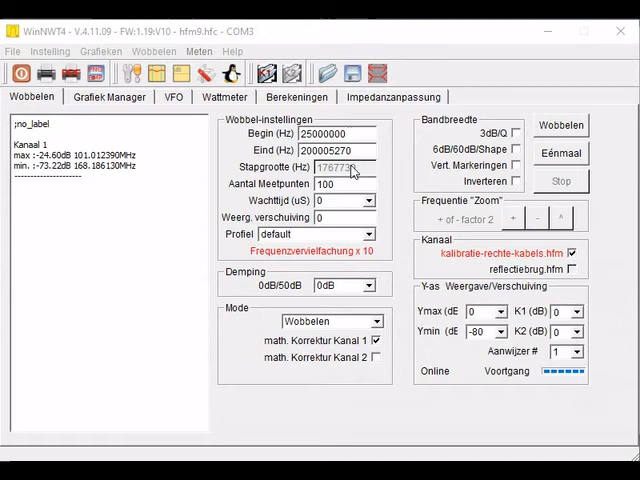 WinNWT4 - V.4.11.09 - FW:1.19:V10 - hfm9.hfc - COM3
File Instelling Grafieken Wobbelen Meten Help
Wobbelen Grafiek Manager VFO Wattmeter Berekeningen Impedanzanpassung
;no_label
Kanaal 1
max :-24.60dB 101.012390MHz
min. :-73.22dB 168.186130MHz
---------------------
Wobbel-instellingen
Begin (Hz) 25000000
Eind (Hz) 200005270
Stapgrootte (Hz)
Aantal Meetpunten 100
Wachttijd (uS) 0
Weerg. verschuiving 0
Profiel default
Frequenzvervielfachung x 10
Demping
0dB/50dB 0dB
Mode
Wobbelen
math. Korrektur Kanal 1
math. Korrektur Kanal 2
Bandbreedte
3dB/Q
6dB/60dB/Shape
Vert. Markeringen
Inverteren
Wobbelen
Eénmaal
Stop
Frequentie "Zoom"
+ of - factor 2 + - ^
Kanaal
kalibratie-rechte-kabels.hfm
reflectiebrug.hfm
Y-as Weergave/Verschuiving
Ymax (dE 0 K1 (dB) 0
Ymin (dE -80 K2 (dB) 0
Aanwijzer # 1
Online Voortgang